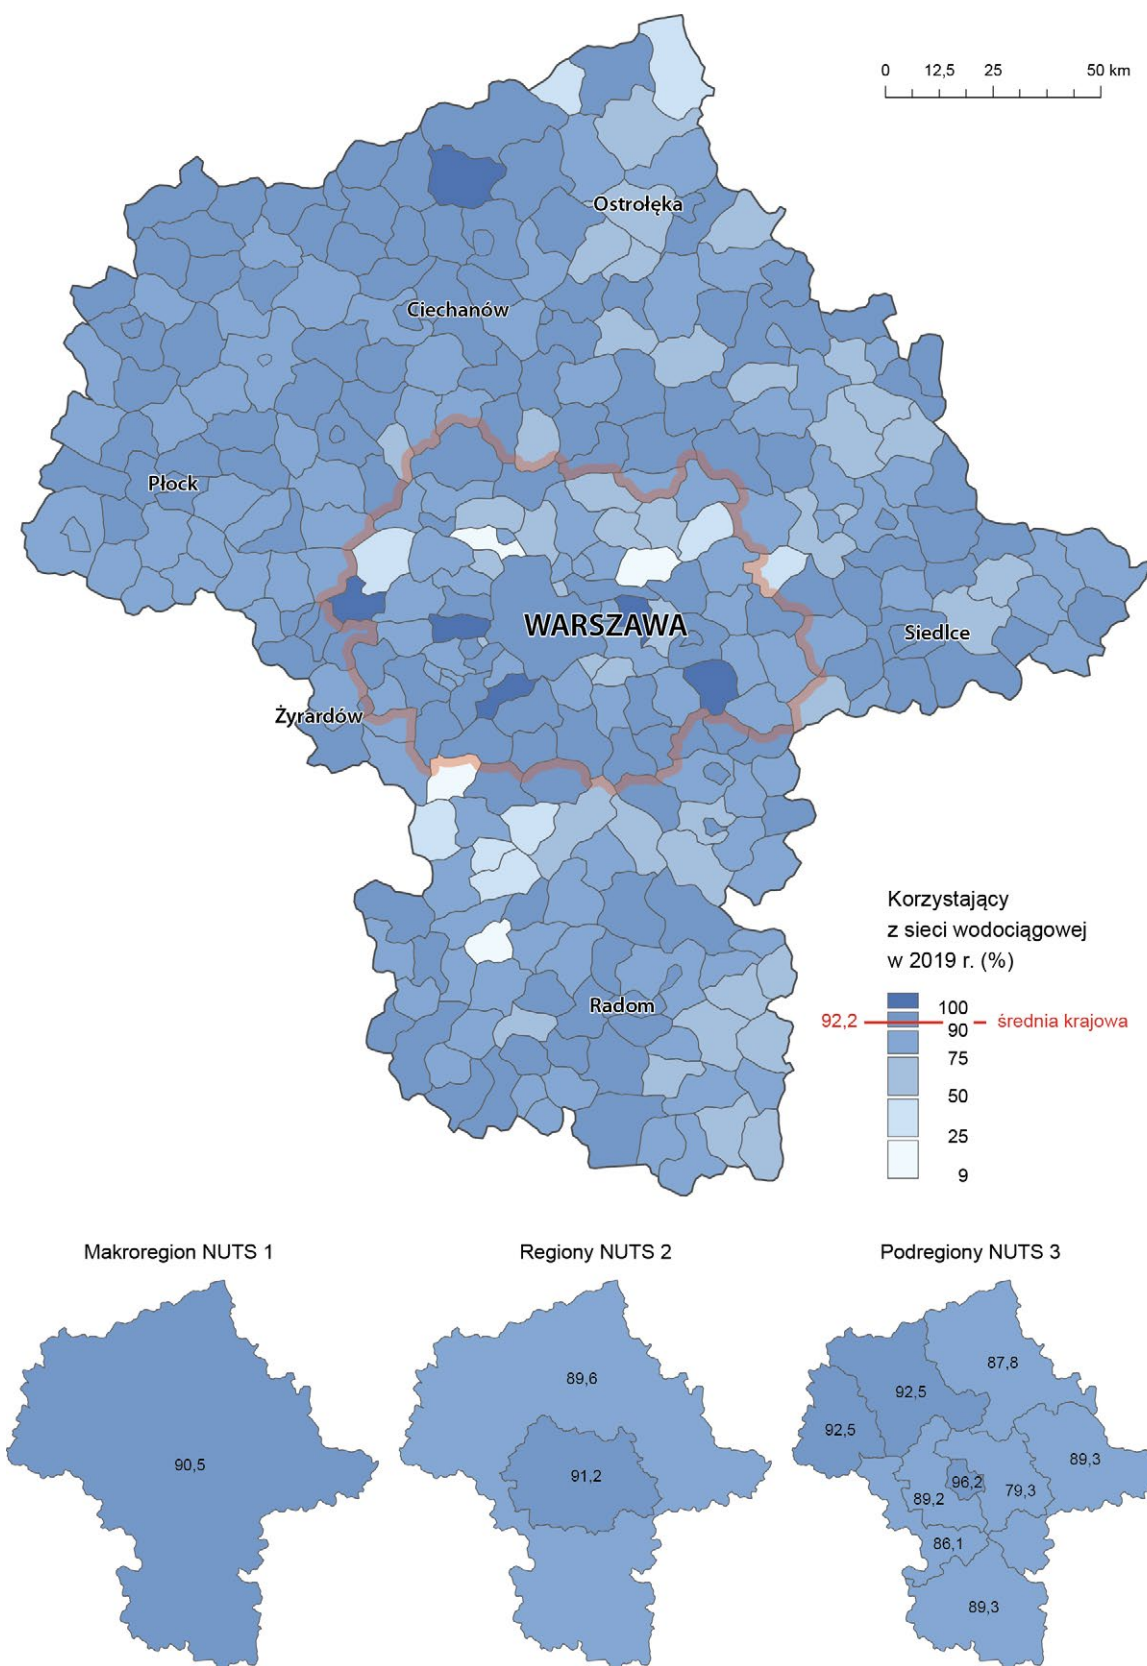 0 12,5 25 50 km
Ostrołęka
Ciechanów
Płock
WARSZAWA
Siedlce
Żyrardów
Radom
Korzystający
z sieci wodociągowej
w 2019 r. (%)
100
92,2 średnia krajowa
90
75
50
25
9
Makroregion NUTS 1 Regiony NUTS 2 Podregiony NUTS 3
90,5
89,6
91,2
87,8
92,5
92,5
89,3
96,2
79,3
89,2
86,1
89,3